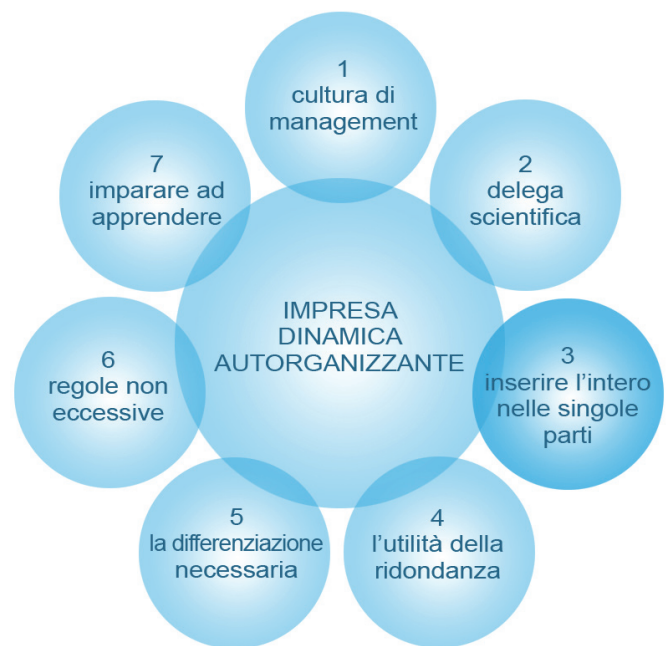 1
cultura di
management
2
delega
scientifica
3
inserire l'intero
nelle singole
parti
4
l'utilità della
ridondanza
5
la differenziazione
necessaria
6
regole non
eccessive
7
imparare ad
apprendere
IMPRESA
DINAMICA
AUTORGANIZZANTE